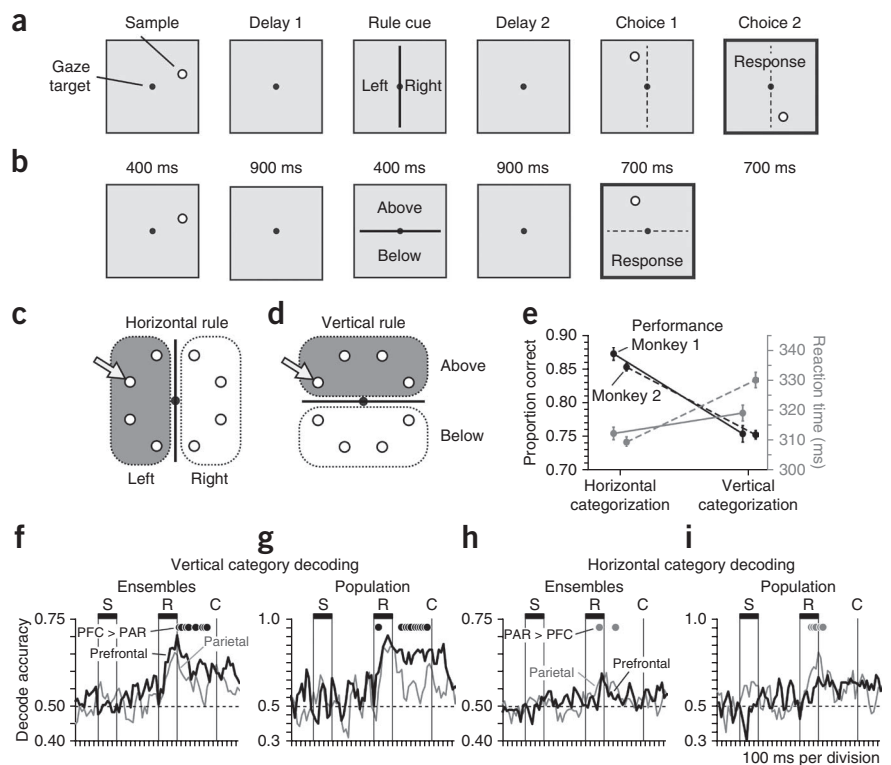 a
Sample Delay 1 Rule cue Delay 2 Choice 1 Choice 2
Gaze target
Left Right
Response
b
400 ms 900 ms 400 ms 900 ms 700 ms 700 ms
Above
Below
Response
c
Horizontal rule
Left Right
d
Vertical rule
Above
Below
e
Performance
Monkey 1
Monkey 2
Proportion correct
0.90
0.85
0.80
0.75
0.70
Reaction time (ms)
340
330
320
310
300
Horizontal categorization
Vertical categorization
f g h i
Vertical category decoding Horizontal category decoding
Ensembles Population Ensembles Population
S R C S R C S R C S R C
PFC > PAR
Prefrontal
Parietal
PAR > PFC
Parietal
Prefrontal
Decode accuracy
0.75 1.0 0.75 1.0
0.50 0.5 0.50 0.5
0.40 0.3 0.40 0.3
100 ms per division